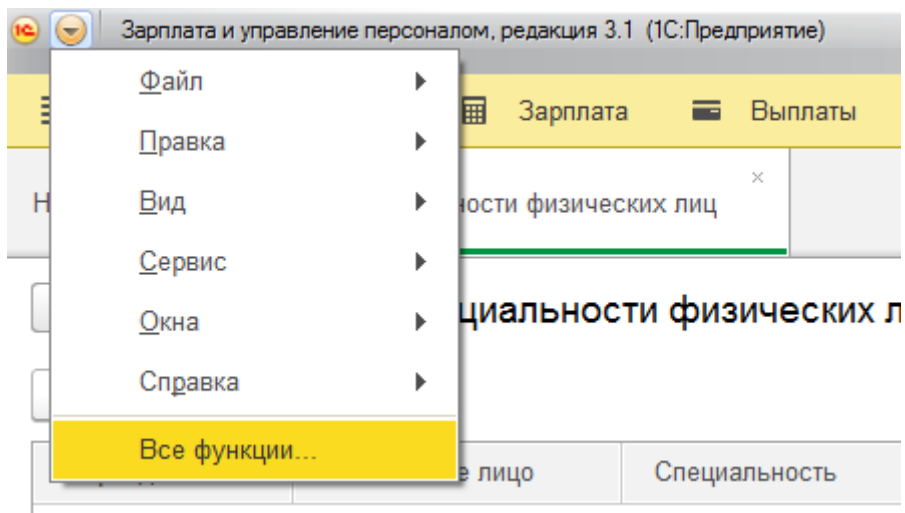 1С Зарплата и управление персоналом, редакция 3.1 (1С:Предприятие)
Файл
Зарплата Выплаты
Правка
Вид
ности физических лиц ×
Сервис
Окна
циальности физических л
Справка
Все функции...
е лицо Специальность